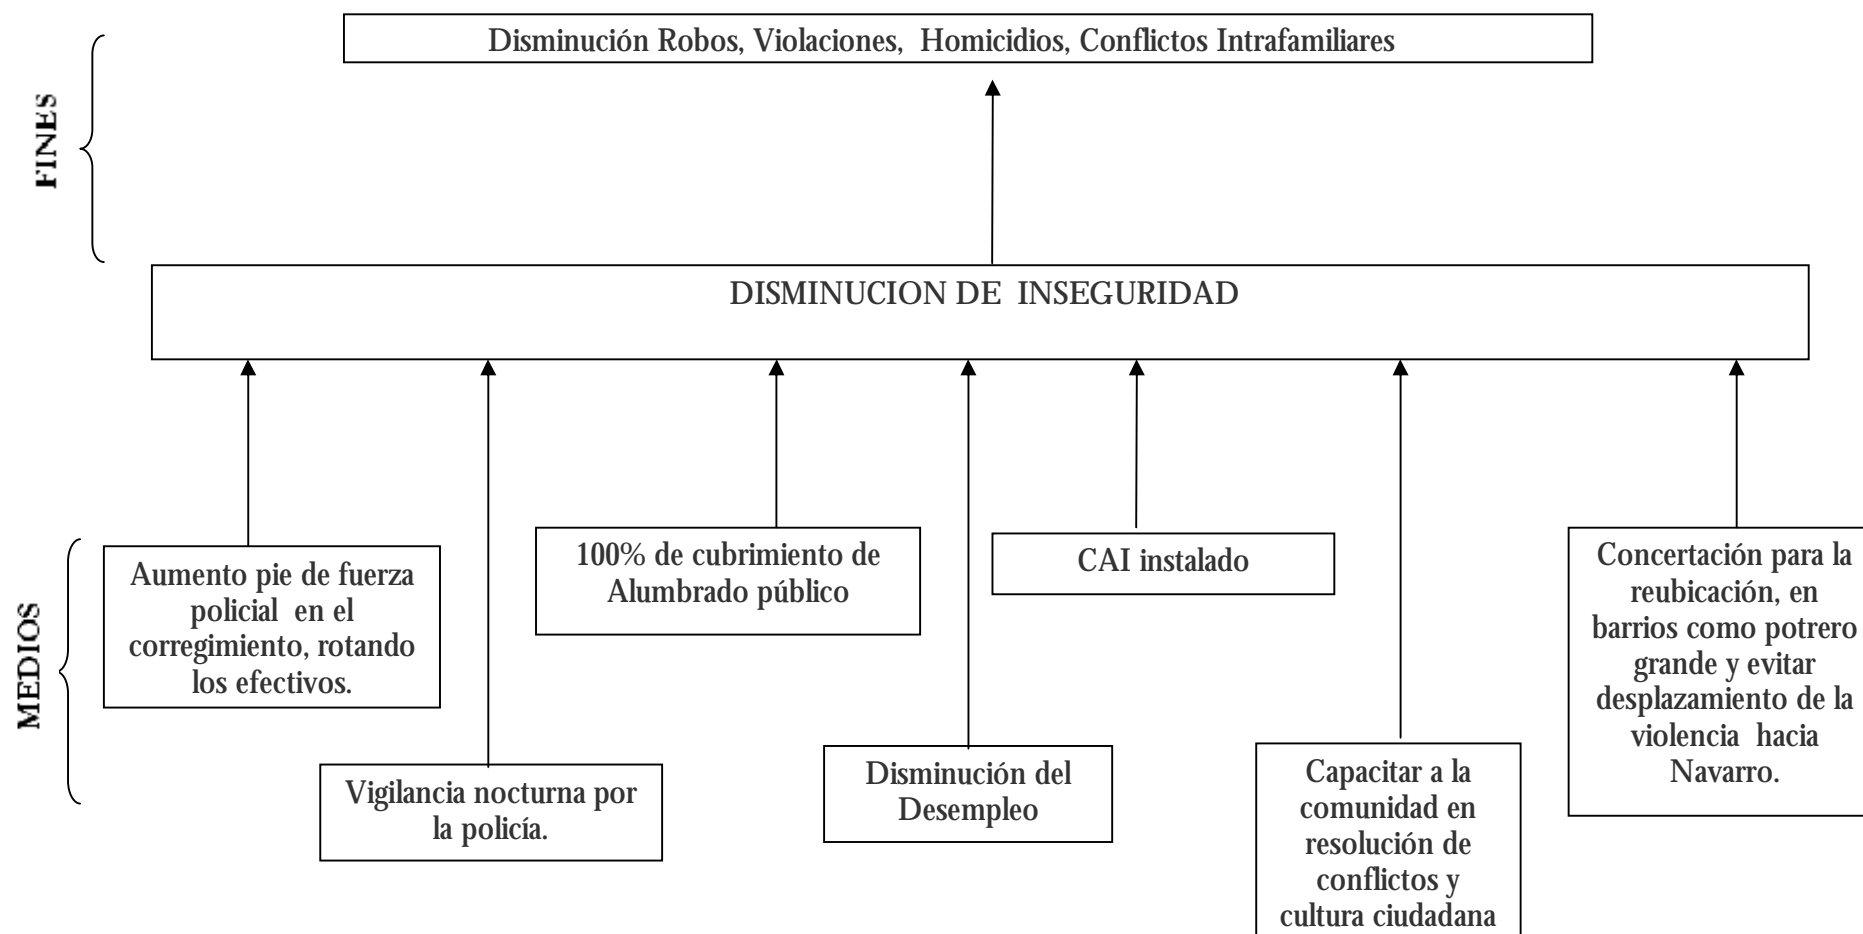 Disminución Robos, Violaciones,  Homicidios, Conflictos Intrafamiliares
FINES
DISMINUCION DE  INSEGURIDAD
MEDIOS
Aumento pie de fuerza
policial  en el
corregimiento, rotando
los efectivos.
Vigilancia nocturna por
la policía.
100% de cubrimiento de
Alumbrado público
Disminución del
Desempleo
CAI instalado
Capacitar a la
comunidad en
resolución de
conflictos y
cultura ciudadana
Concertación para la
reubicación, en
barrios como potrero
grande y evitar
desplazamiento de la
violencia  hacia
Navarro.